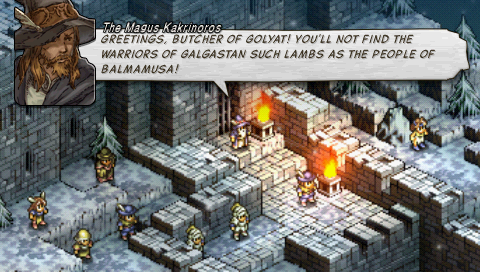 The Magus Kakrinoros
GREETINGS, BUTCHER OF GOLYAT! YOU'LL NOT FIND THE
WARRIORS OF GALGASTAN SUCH LAMBS AS THE PEOPLE OF
BALMAMUSA!